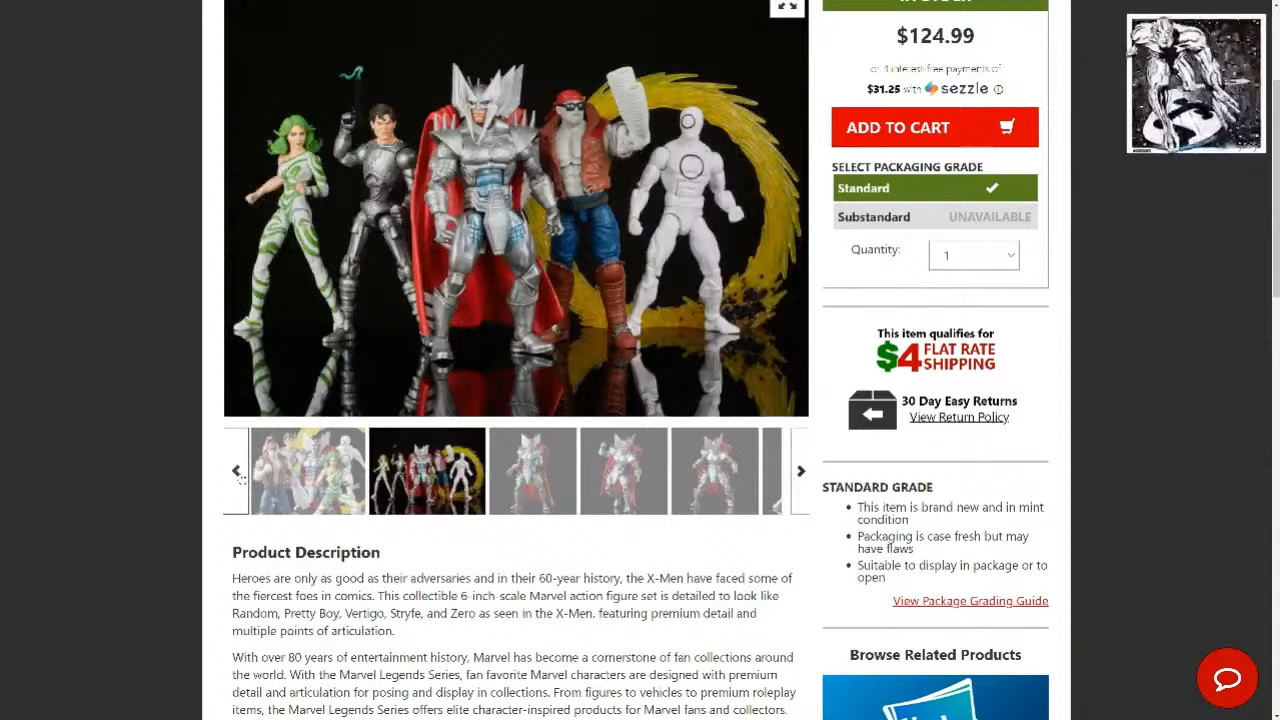 $124.99
or 4 interest-free payments of
$31.25 with sezzle
ADD TO CART
SELECT PACKAGING GRADE
Standard
Substandard UNAVAILABLE
Quantity: 1
This item qualifies for
$4 FLAT RATE
SHIPPING
30 Day Easy Returns
View Return Policy
STANDARD GRADE
• This item is brand new and in mint
condition
• Packaging is case fresh but may
have flaws
• Suitable to display in package or to
open
View Package Grading Guide
Browse Related Products
Product Description
Heroes are only as good as their adversaries and in their 60-year history, the X-Men have faced some of
the fiercest foes in comics. This collectible 6-inch-scale Marvel action figure set is detailed to look like
Random, Pretty Boy, Vertigo, Stryfe, and Zero as seen in the X-Men. featuring premium detail and
multiple points of articulation.
With over 80 years of entertainment history, Marvel has become a cornerstone of fan collections around
the world. With the Marvel Legends Series, fan favorite Marvel characters are designed with premium
detail and articulation for posing and display in collections. From figures to vehicles to premium roleplay
items, the Marvel Legends Series offers elite character-inspired products for Marvel fans and collectors.